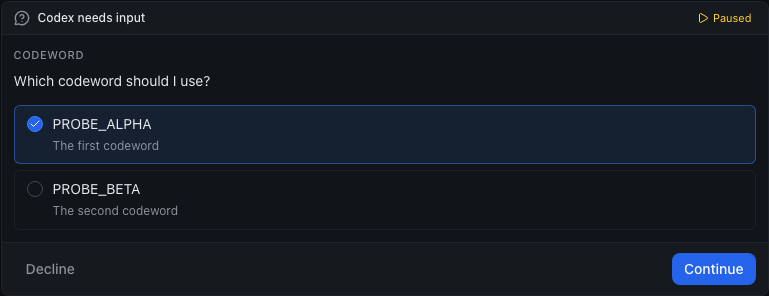 Codex needs input
Paused
CODEWORD
Which codeword should I use?
PROBE_ALPHA
The first codeword
PROBE_BETA
The second codeword
Decline
Continue